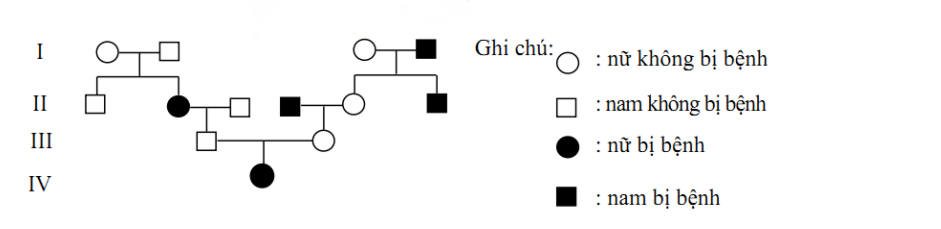 I
Ghi chú:
: nữ không bị bệnh
II
: nam không bị bệnh
III
: nữ bị bệnh
IV
: nam bị bệnh